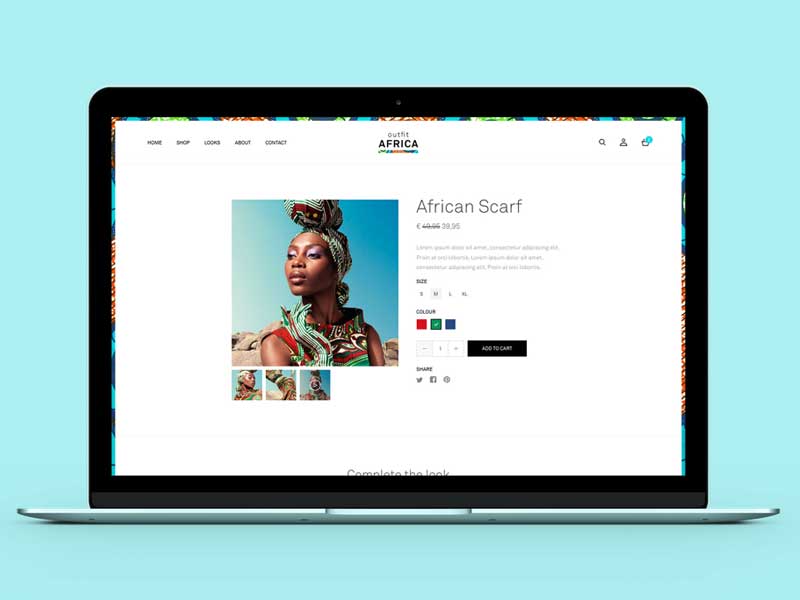 HOME SHOP LOOKS ABOUT CONTACT
outfit
AFRICA
2
African Scarf
€ 49,95 39,95
Lorem ipsum dolor sit amet, consectetur adipiscing elit.
Proin at orci lobortis. Lorem ipsum dolor sit amet,
consectetur adipiscing elit. Proin at orci lobortis.
SIZE
S M L XL
COLOUR
1 ADD TO CART
SHARE
Complete the look